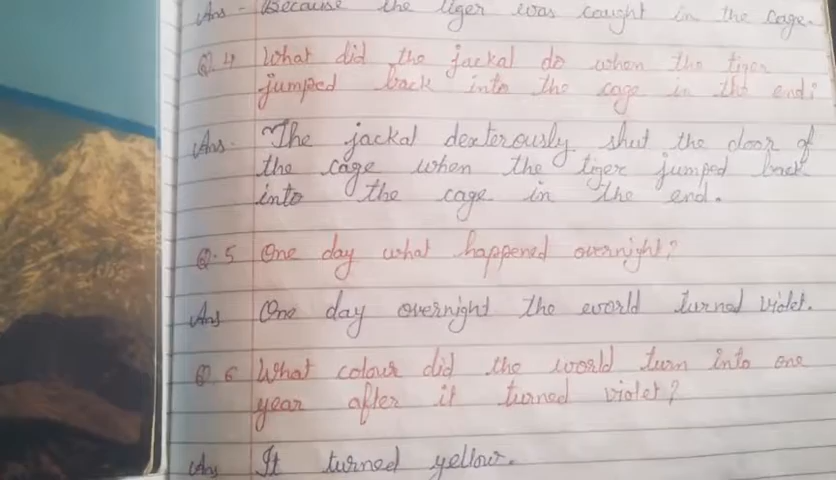 Ans - Because the tiger was caught in the cage.
Q.4 What did the jackal do when the tiger
jumped back into the cage in the end;
Ans. The jackal dexterously shut the door of
the cage when the tiger jumped back
into the cage in the end.
Q.5 One day what happened overnight?
Ans One day overnight the world turned violet.
Q.6 What colour did the world turn into one
year after it turned violet?
Ans It turned yellow.